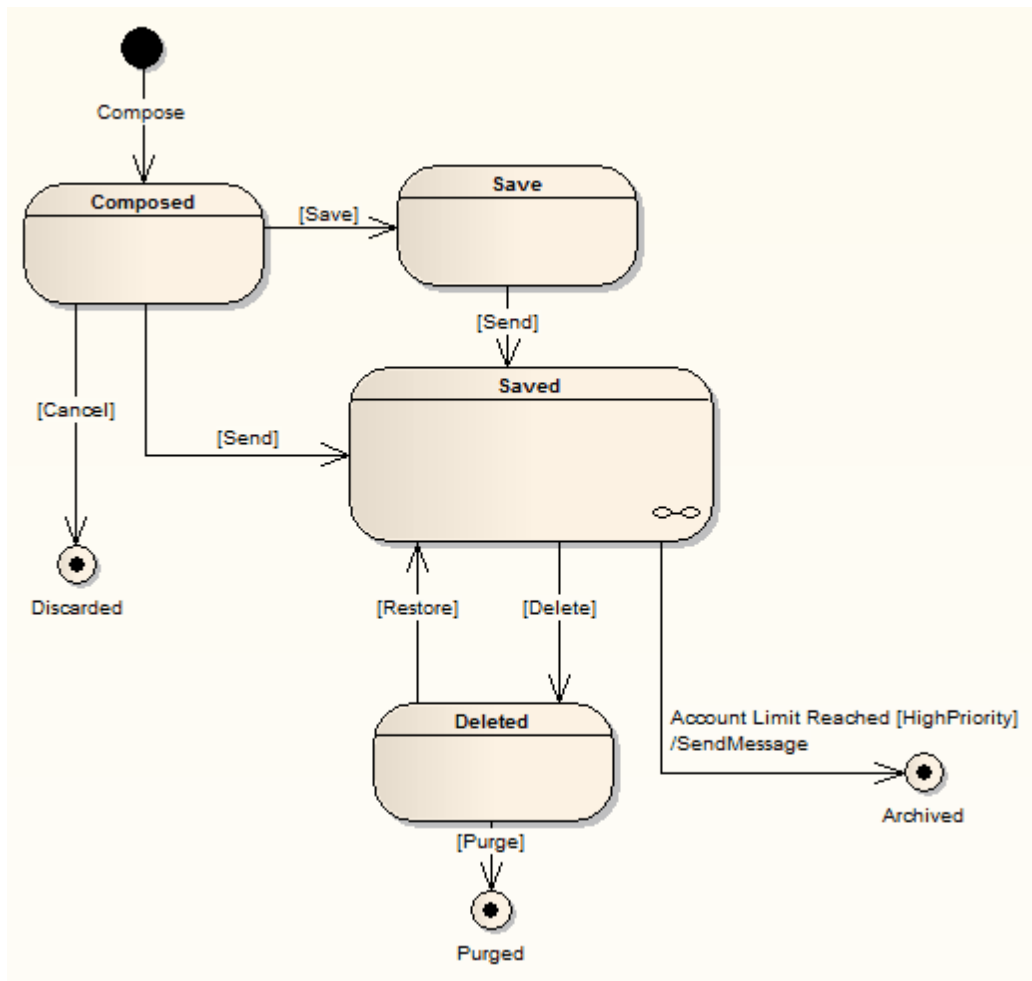 Compose
Composed
Save
[Save]
[Send]
Saved
[Cancel]
[Send]
Discarded
[Restore]
[Delete]
Deleted
Account Limit Reached [HighPriority]
/SendMessage
Archived
[Purge]
Purged